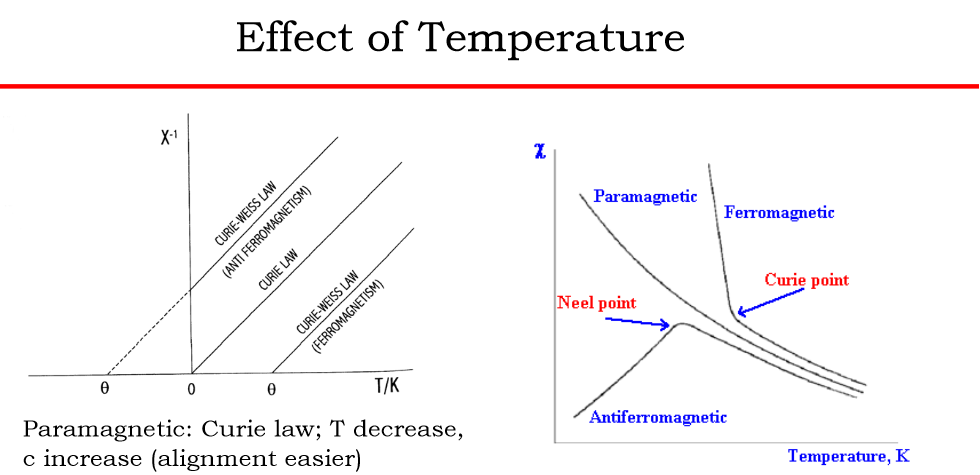 Effect of Temperature
χ-1
CURIE-WEISS LAW
(ANTI FERROMAGNETISM)
CURIE LAW
CURIE-WEISS LAW
(FERROMAGNETISM)
θ
0
θ
T/K
χ
Paramagnetic
Ferromagnetic
Curie point
Neel point
Antiferromagnetic
Temperature, K
Paramagnetic: Curie law; T decrease,
c increase (alignment easier)